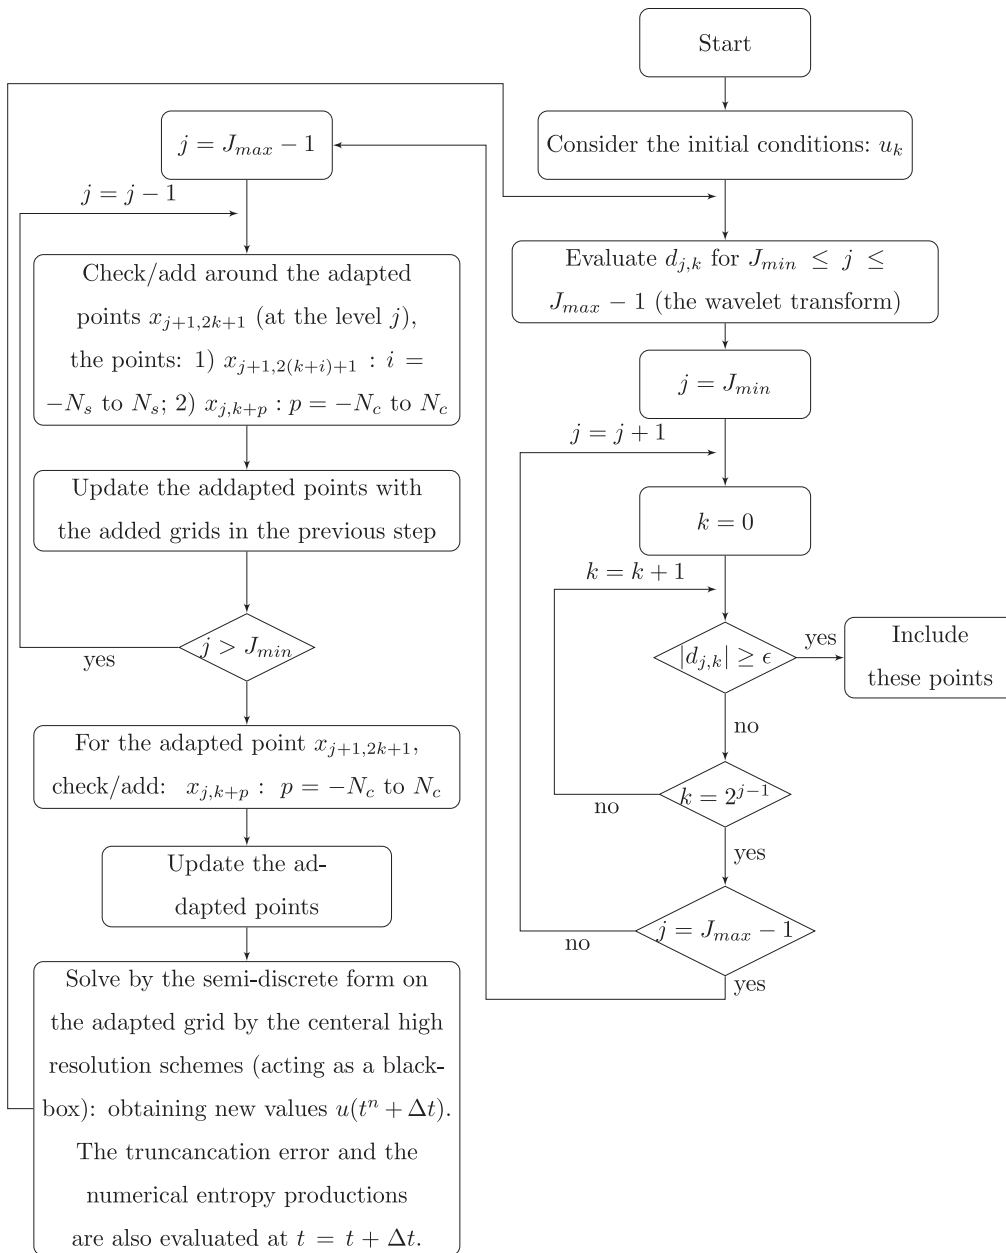 Start
Consider the initial conditions: u_k
Evaluate d_{j,k} for J_{min} ≤ j ≤
J_{max} − 1 (the wavelet transform)
j = J_{min}
j = j + 1
k = 0
k = k + 1
|d_{j,k}| ≥ ϵ
yes
Include
these points
no
k = 2^{j−1}
no
yes
j = J_{max} − 1
no
yes
j = J_{max} − 1
j = j − 1
Check/add around the adapted
points x_{j+1,2k+1} (at the level j),
the points: 1) x_{j+1,2(k+i)+1} : i =
−N_s to N_s; 2) x_{j,k+p} : p = −N_c to N_c
Update the addapted points with
the added grids in the previous step
j > J_{min}
yes
For the adapted point x_{j+1,2k+1},
check/add: x_{j,k+p} : p = −N_c to N_c
Update the ad-
dapted points
Solve by the semi-discrete form on
the adapted grid by the centeral high
resolution schemes (acting as a black-
box): obtaining new values u(t^n + Δt).
The truncancation error and the
numerical entropy productions
are also evaluated at t = t + Δt.